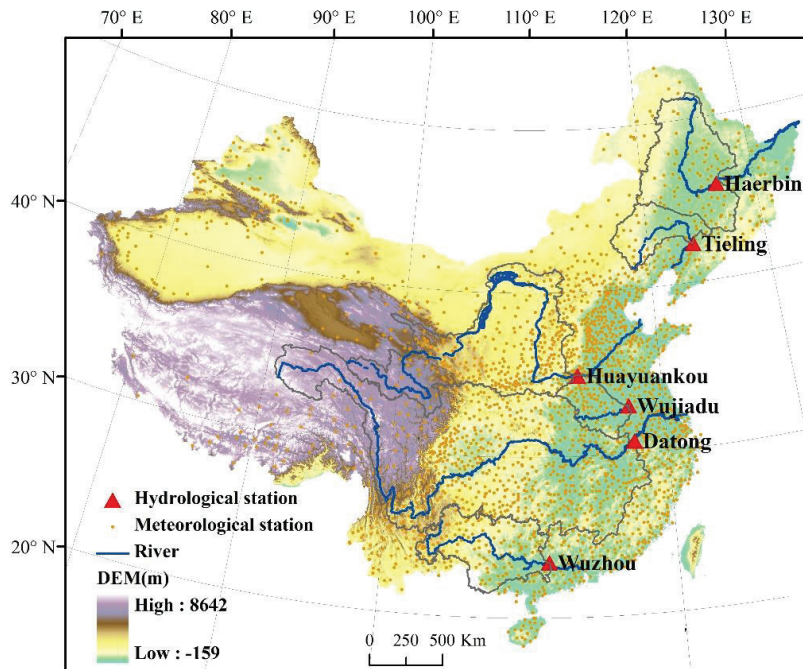 70° E 80° E 90° E 100° E 110° E 120° E 130° E
40° N
30° N
20° N
Haerbin
Tieling
Huayuankou
Wujiadu
Datong
Wuzhou
Hydrological station
Meteorological station
River
DEM(m)
High : 8642
Low : -159
0 250 500 Km